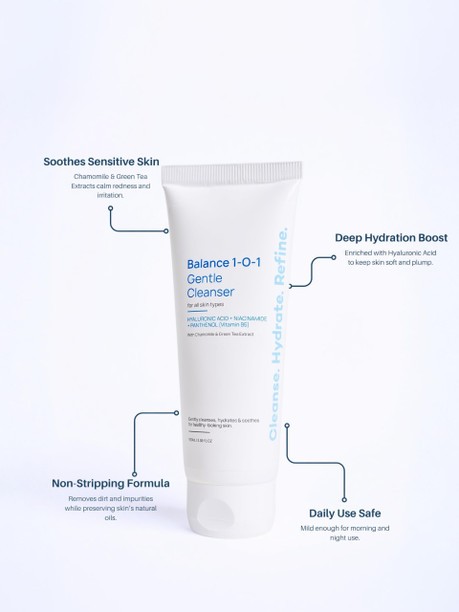 Soothes Sensitive Skin
Chamomile & Green Tea
Extracts calm redness and
irritation.
Deep Hydration Boost
Enriched with Hyaluronic Acid
to keep skin soft and plump.
Balance 1-0-1
Gentle
Cleanser
for all skin types
HYALURONIC ACID + NIACINAMIDE
+ PANTHENOL (Vitamin B5)
With Chamomile & Green Tea Extract
Cleanse. Hydrate. Refine.
Gently cleanses, hydrates & soothes
for healthy-looking skin.
Non-Stripping Formula
Removes dirt and impurities
while preserving skin's natural
oils.
Daily Use Safe
Mild enough for morning and
night use.